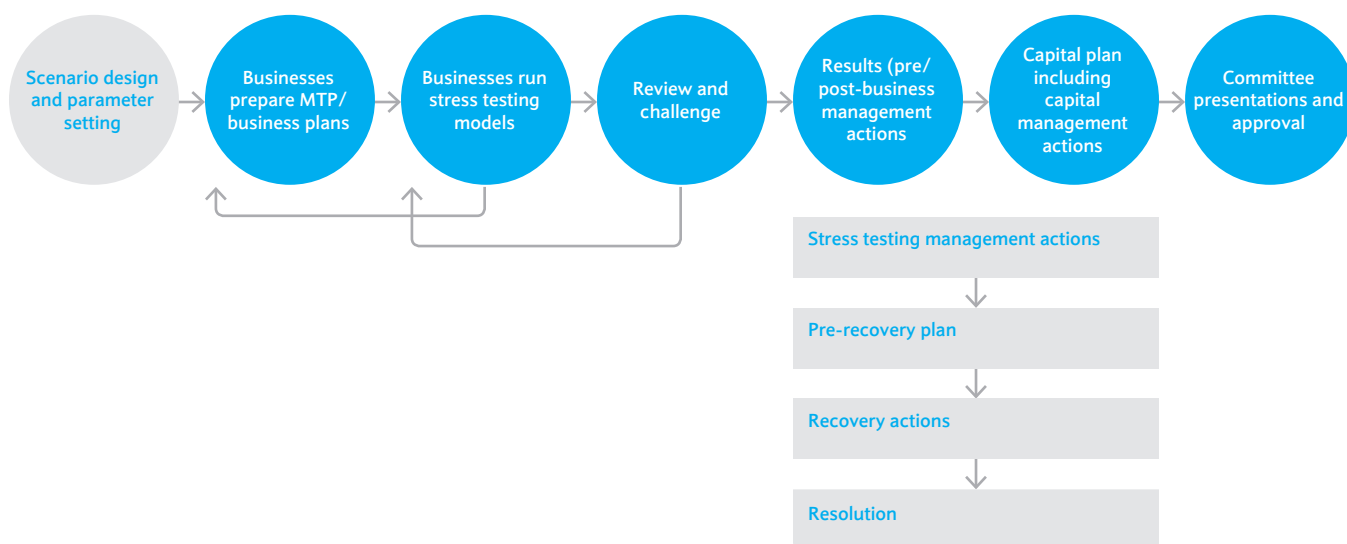 Scenario design
and parameter
setting
Businesses
prepare MTP/
business plans
Businesses run
stress testing
models
Review and
challenge
Results (pre/
post-business
management
actions
Capital plan
including
capital
management
actions
Committee
presentations and
approval
Stress testing management actions
Pre-recovery plan
Recovery actions
Resolution